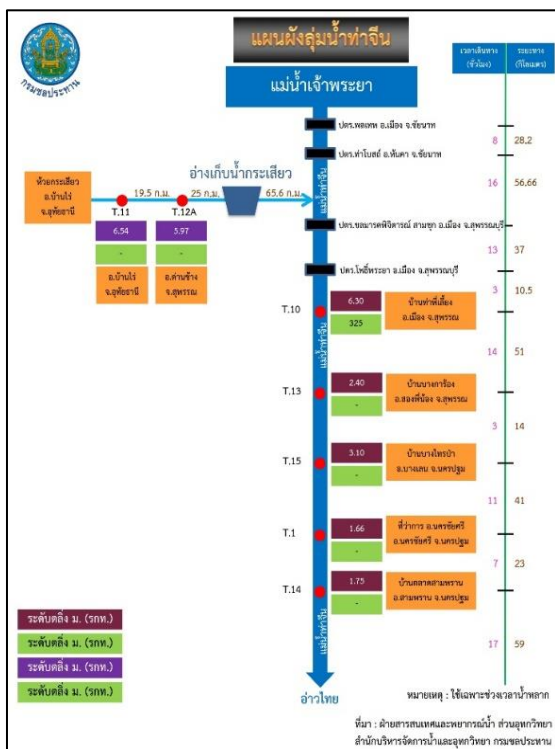 แผนผังลุ่มน้ำท่าจีน
กรมชลประทาน
แม่น้ำเจ้าพระยา
เวลาเดินทาง
(ชั่วโมง)
ระยะทาง
(กิโลเมตร)
ปตร.พลเทพ อ.เมือง จ.ชัยนาท
8
28.2
ปตร.ท่าโบสถ์ อ.หันคา จ.ชัยนาท
อ่างเก็บน้ำกระเสียว
ห้วยกระเสียว
อ.บ้านไร่
จ.อุทัยธานี
19.5 ก.ม.
25 ก.ม.
65.6 ก.ม.
แม่น้ำท่าจีน
16
56.66
T.11
T.12A
6.54
5.97
-
-
อ.บ้านไร่
จ.อุทัยธานี
อ.ด่านช้าง
จ.สุพรรณ
ปตร.ชลมารคพิจิตารณ์ สามชุก อ.เมือง จ.สุพรรณบุรี
13
37
ปตร.โพธิ์พระยา อ.เมือง จ.สุพรรณบุรี
3
10.5
T.10
6.30
325
บ้านท่าพี่เลี้ยง
อ.เมือง จ.สุพรรณ
แม่น้ำท่าจีน
14
51
T.13
2.40
-
บ้านบางการ้อง
อ.สองพี่น้อง จ.สุพรรณ
3
14
T.15
3.10
-
บ้านบางไทรป่า
อ.บางเลน จ.นครปฐม
11
41
T.1
1.66
-
ที่ว่าการ อ.นครชัยศรี
อ.นครชัยศรี จ.นครปฐม
7
23
T.14
1.75
-
บ้านตลาดสามพราน
อ.สามพราน จ.นครปฐม
แม่น้ำท่าจีน
17
59
ระดับตลิ่ง ม. (รทก.)
ระดับตลิ่ง ม. (รทก.)
ระดับตลิ่ง ม. (รทก.)
ระดับตลิ่ง ม. (รทก.)
อ่าวไทย
หมายเหตุ : ใช้เฉพาะช่วงเวลาน้ำหลาก
ที่มา : ฝ่ายสารสนเทศและพยากรณ์น้ำ ส่วนอุทกวิทยา
สำนักบริหารจัดการน้ำและอุทกวิทยา กรมชลประทาน